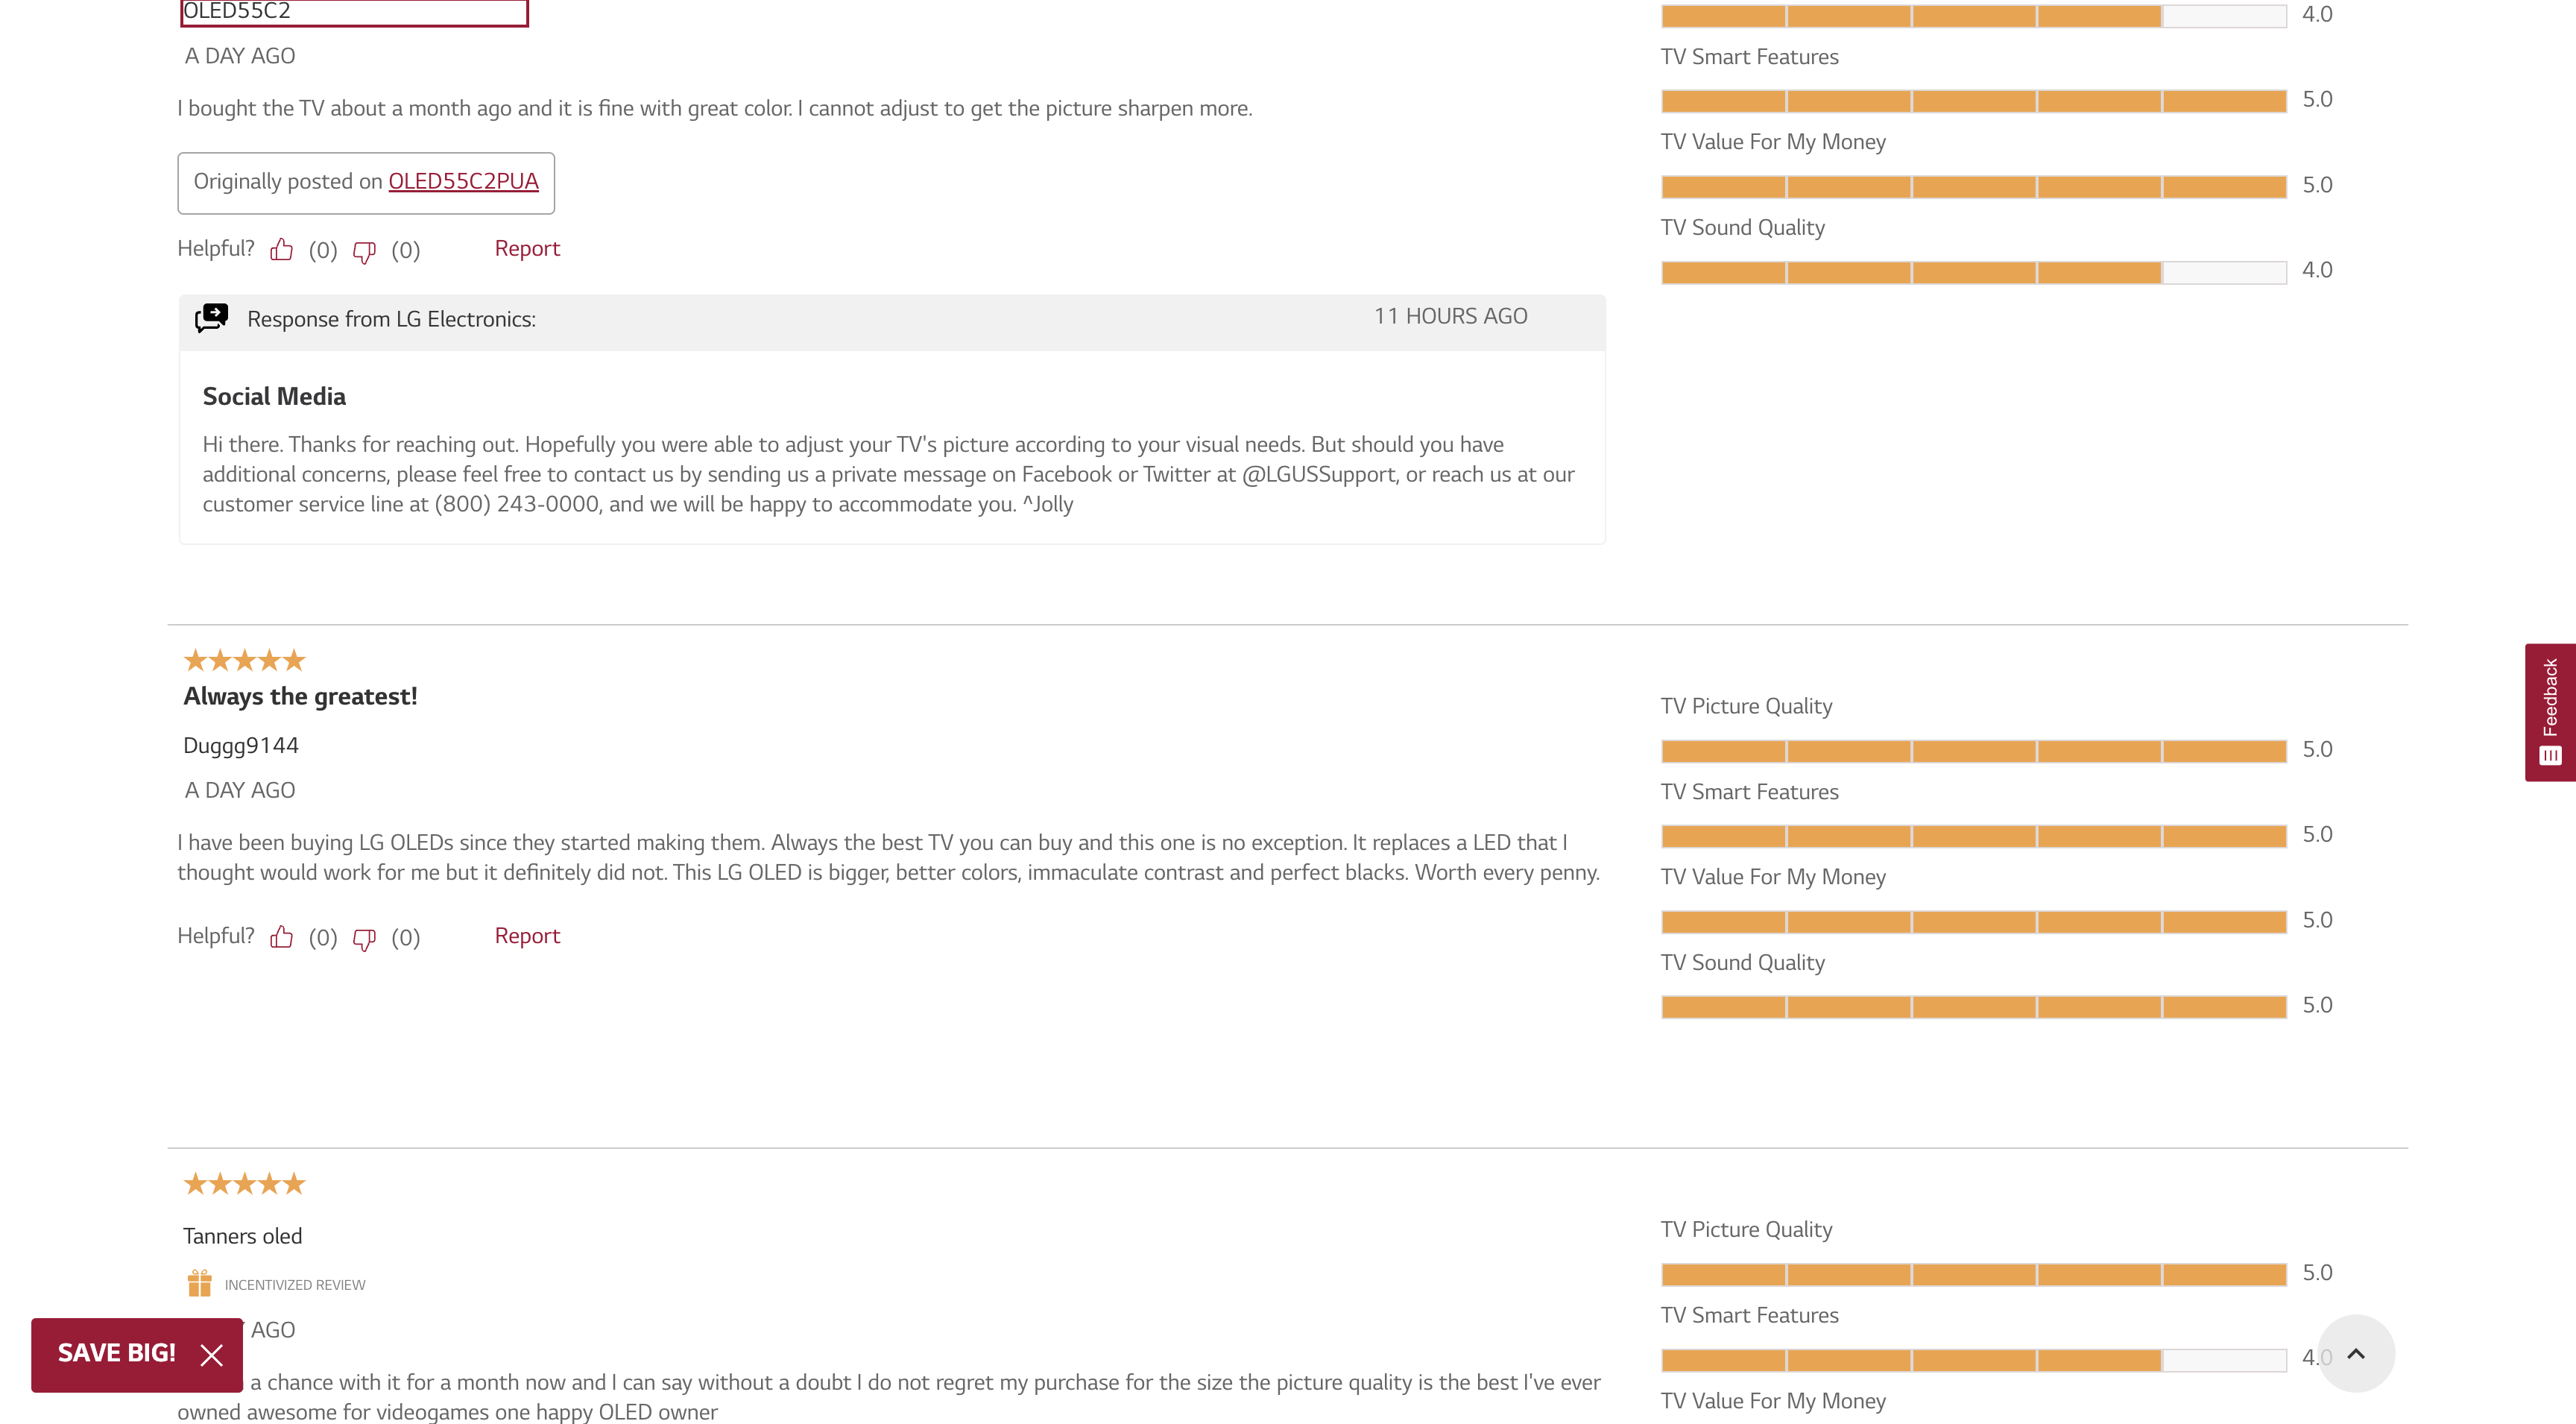 OLED55C2
A DAY AGO
I bought the TV about a month ago and it is fine with great color. I cannot adjust to get the picture sharpen more.
Originally posted on OLED55C2PUA
Helpful? (0) (0) Report
Response from LG Electronics: 11 HOURS AGO
Social Media
Hi there. Thanks for reaching out. Hopefully you were able to adjust your TV's picture according to your visual needs. But should you have
additional concerns, please feel free to contact us by sending us a private message on Facebook or Twitter at @LGUSSupport, or reach us at our
customer service line at (800) 243-0000, and we will be happy to accommodate you. ^Jolly
4.0
TV Smart Features
5.0
TV Value For My Money
5.0
TV Sound Quality
4.0
Always the greatest!
Duggg9144
A DAY AGO
I have been buying LG OLEDs since they started making them. Always the best TV you can buy and this one is no exception. It replaces a LED that I
thought would work for me but it definitely did not. This LG OLED is bigger, better colors, immaculate contrast and perfect blacks. Worth every penny.
Helpful? (0) (0) Report
TV Picture Quality
5.0
TV Smart Features
5.0
TV Value For My Money
5.0
TV Sound Quality
5.0
Feedback
Tanners oled
INCENTIVIZED REVIEW
AGO
a chance with it for a month now and I can say without a doubt I do not regret my purchase for the size the picture quality is the best I've ever
owned awesome for videogames one happy OLED owner
TV Picture Quality
5.0
TV Smart Features
4.0
TV Value For My Money
SAVE BIG!